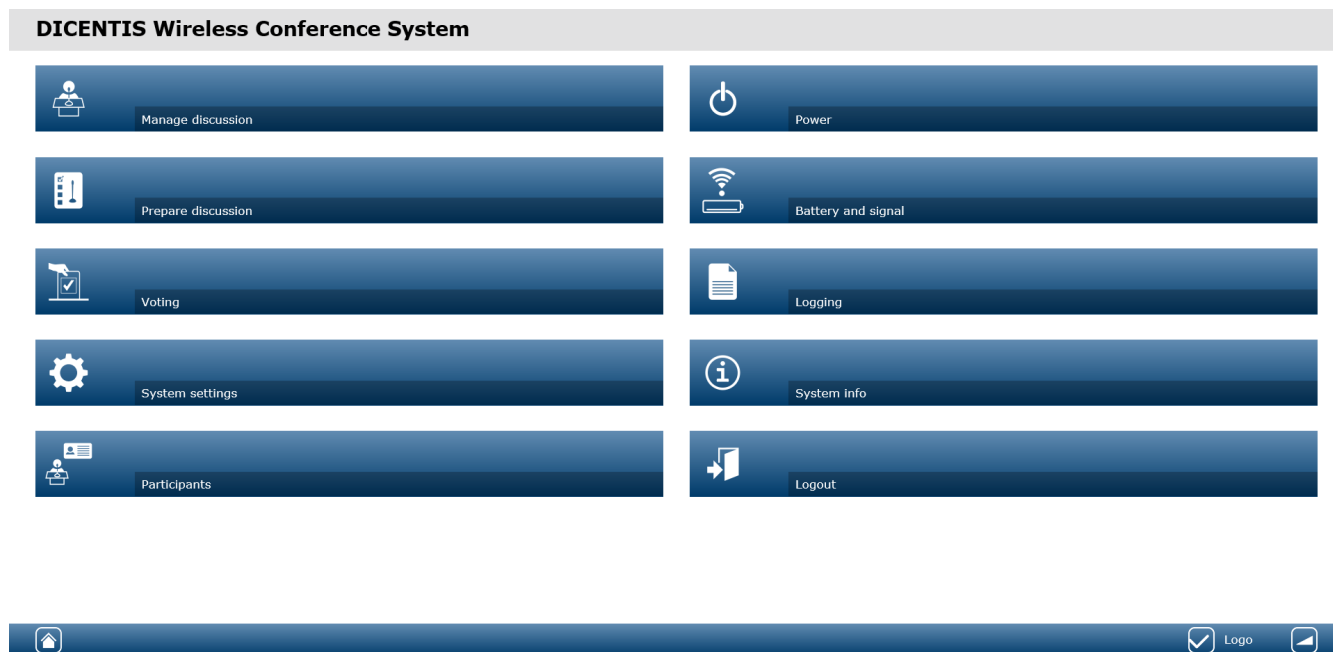 DICENTIS Wireless Conference System
Manage discussion
Power
Prepare discussion
Battery and signal
Voting
Logging
System settings
System info
Participants
Logout
Logo